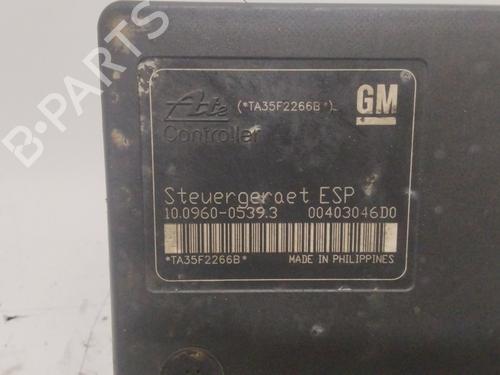 Ate (*TA35F2266B*)
GM
Controller
Steuergeraet ESP
10.0960-0539.3 00403046D0
*TA35F2266B* MADE IN PHILIPPINES
B-PARTS